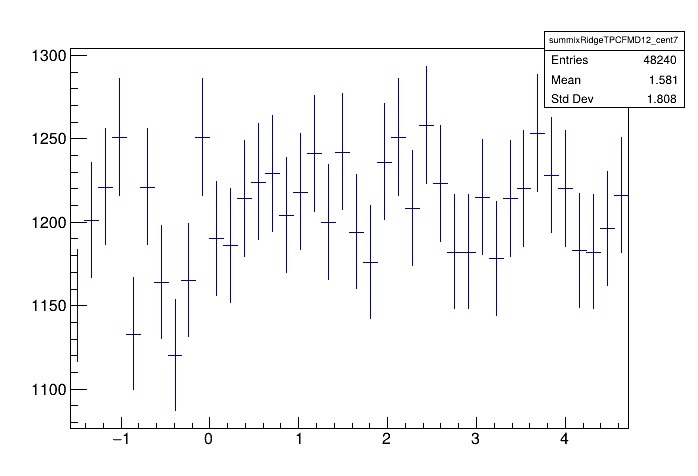 summixRidgeTPCFMD12_cent7
Entries 48240
Mean 1.581
Std Dev 1.808
1300
1250
1200
1150
1100
−1 0 1 2 3 4